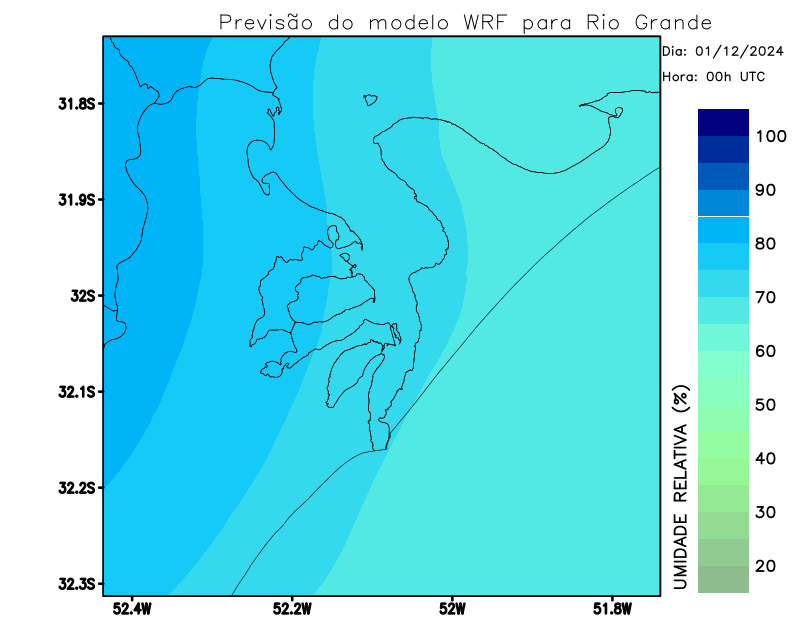 Previsão do modelo WRF para Rio Grande
Dia: 01/12/2024
Hora: 00h UTC
31.8S
31.9S
32S
32.1S
32.2S
32.3S
52.4W
52.2W
52W
51.8W
UMIDADE RELATIVA (%)
100
90
80
70
60
50
40
30
20